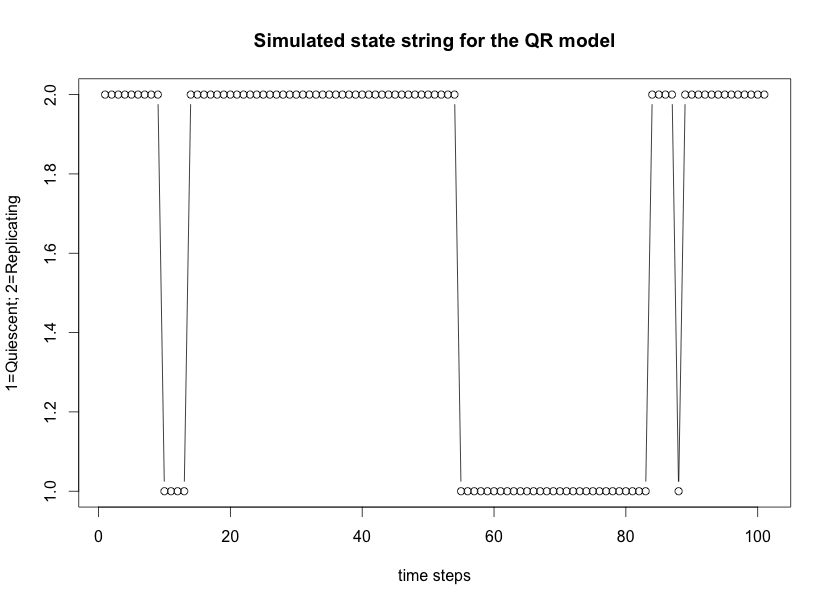 Simulated state string for the QR model
1=Quiescent; 2=Replicating
2.0
1.8
1.6
1.4
1.2
1.0
0 20 40 60 80 100
time steps